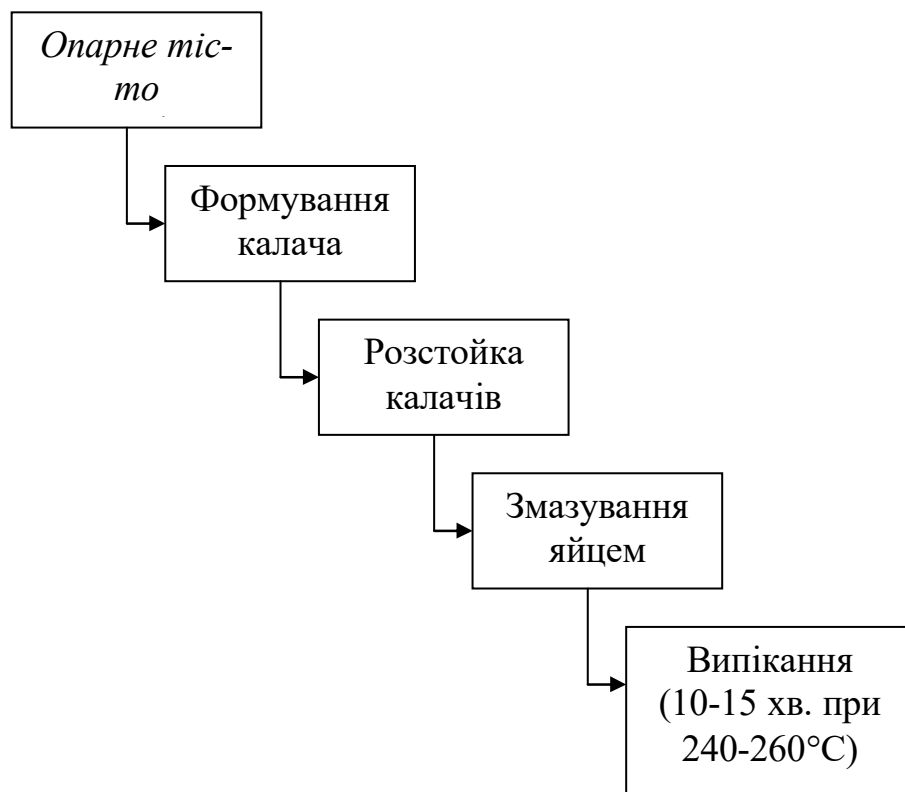 Опарне тіс-
то
Формування
калача
Розстойка
калачів
Змазування
яйцем
Випікання
(10-15 хв. при
240-260°С)